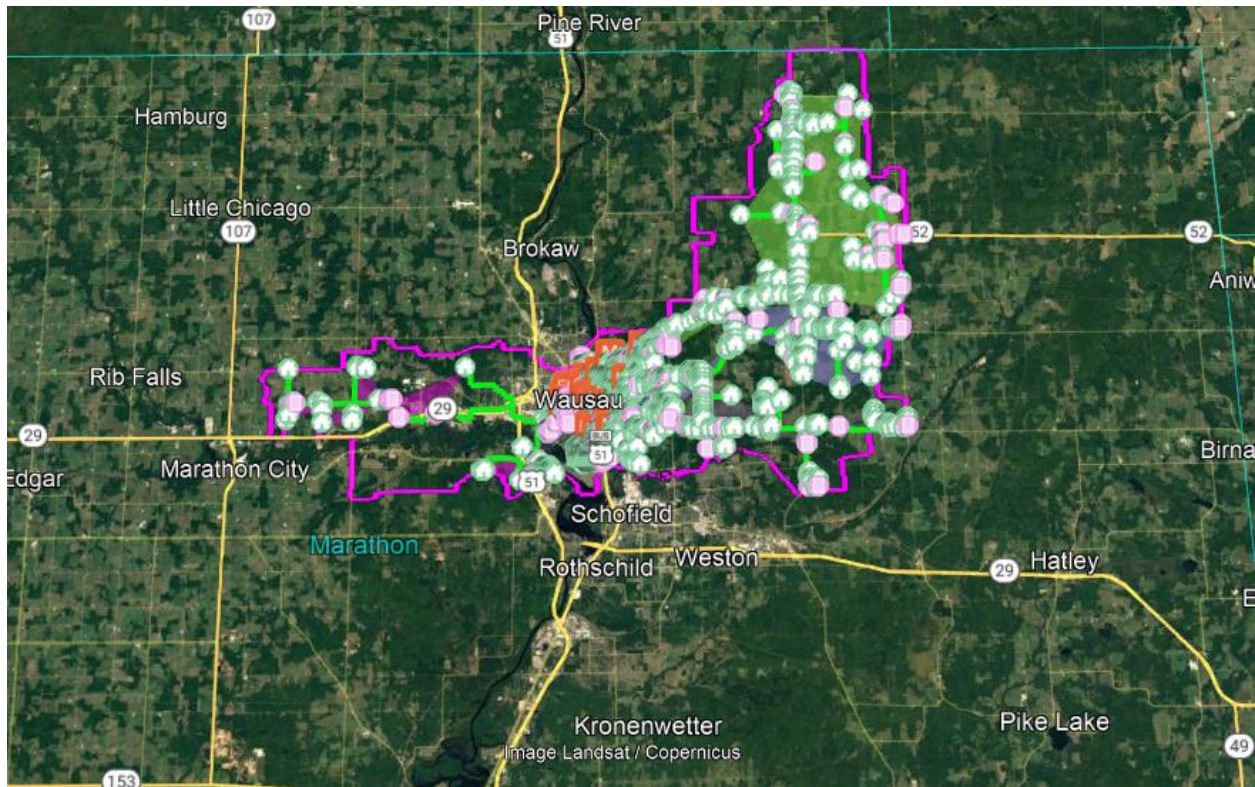 107
Pine River
51
Hamburg
Little Chicago
107
52
52
Brokaw
Aniw
Rib Falls
29
Wausau
29
BUS
51
Marathon City
Edgar
51
Birna
Schofield
Marathon
Weston
Rothschild
29
Hatley
E
Kronenwetter
Pike Lake
Image Landsat / Copernicus
49
153